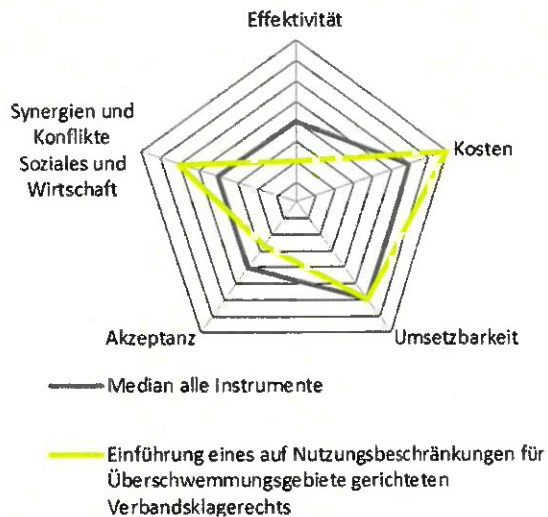 Effektivität
Synergien und
Konflikte
Soziales und
Wirtschaft
Kosten
Akzeptanz
Umsetzbarkeit
Median alle Instrumente
Einführung eines auf Nutzungsbeschränkungen für
Überschwemmungsgebiete gerichteten
Verbandsklagerechts